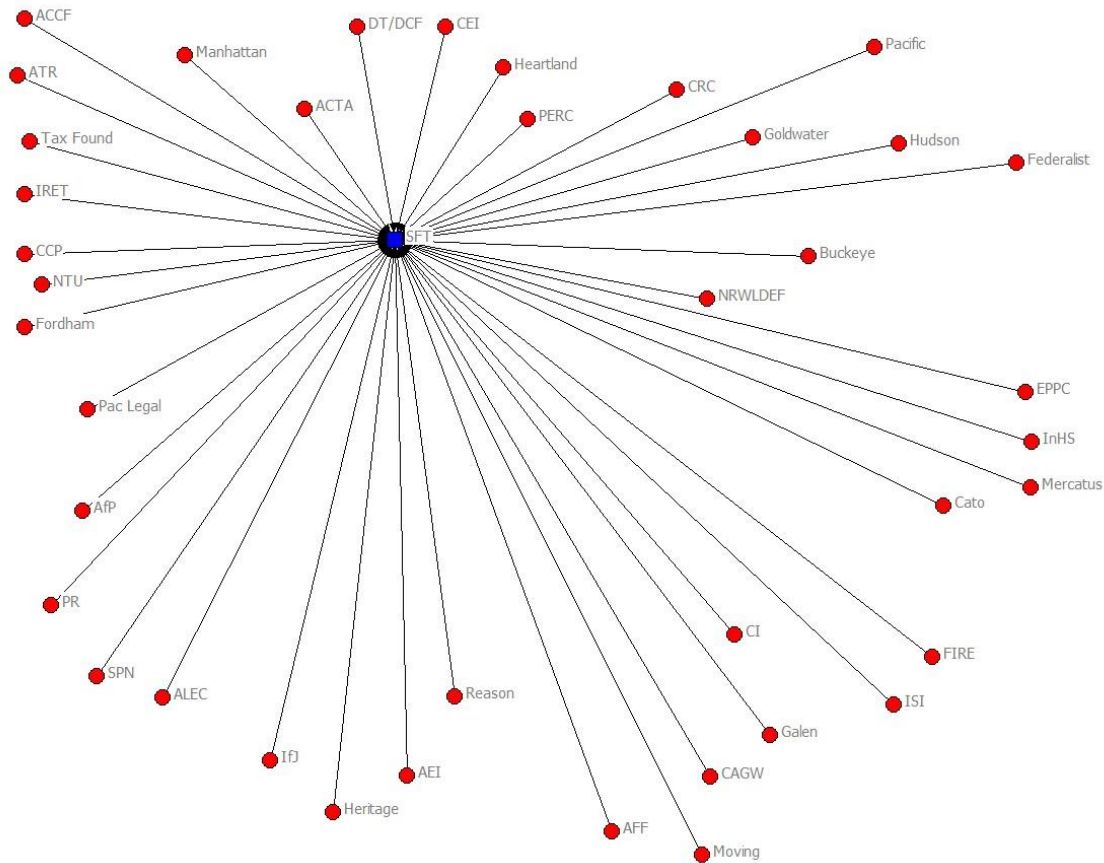 ACCF
DT/DCF
CEI
Pacific
Manhattan
Heartland
ATR
CRC
ACTA
PERC
Goldwater
Tax Found
Hudson
Federalist
IRET
SFT
CCP
Buckeye
NTU
NRWLDEF
Fordham
EPPC
Pac Legal
InHS
Mercatus
Cato
AfP
PR
CI
FIRE
SPN
ALEC
Reason
ISI
Galen
IfJ
AEI
CAGW
Heritage
AFF
Moving